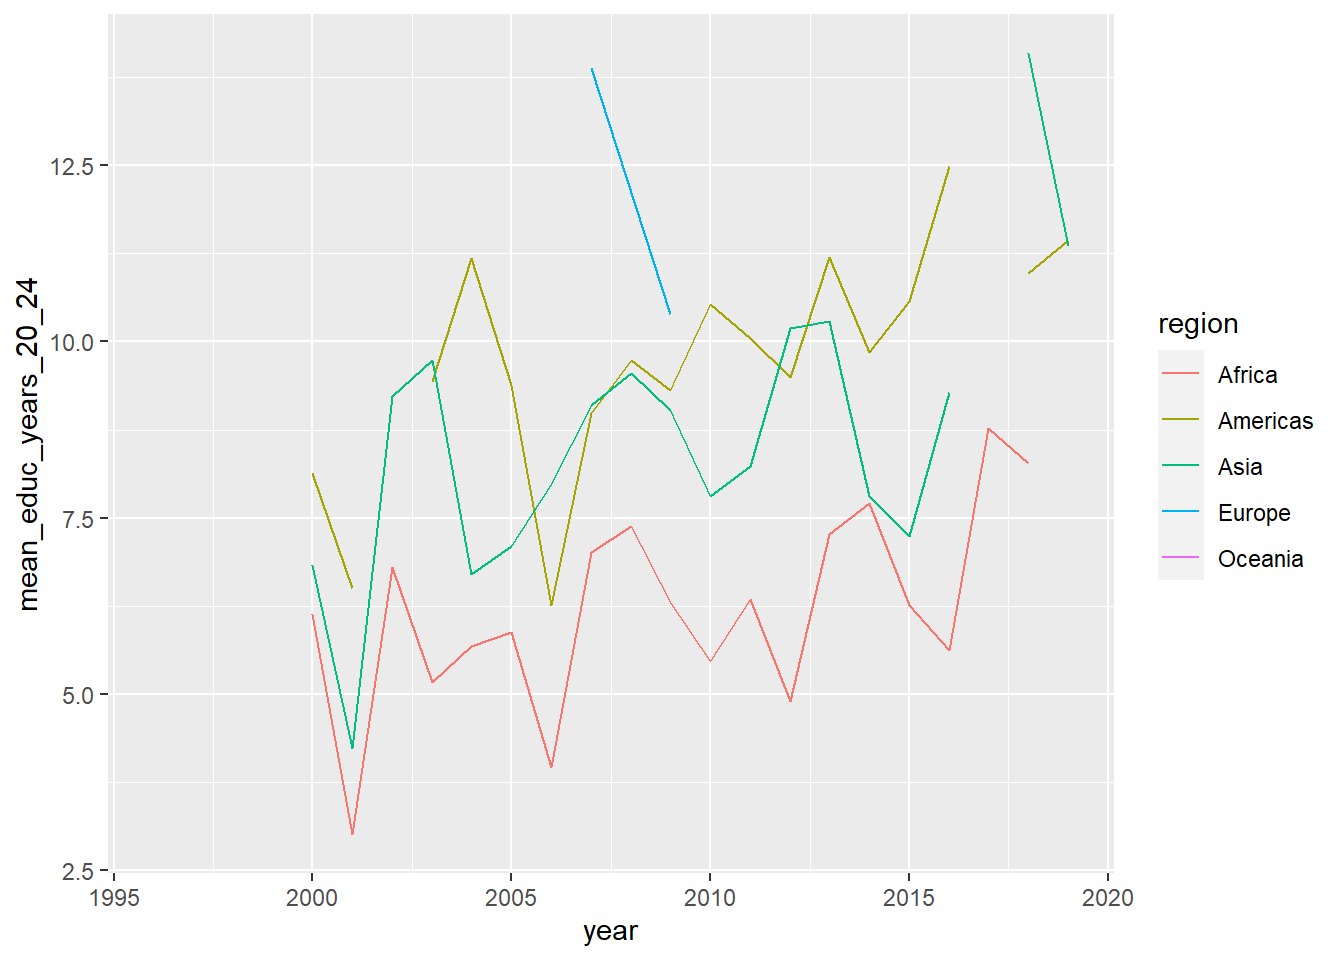 mean_educ_years_20_24
12.5
10.0
7.5
5.0
2.5
1995
2000
2005
2010
2015
2020
year
region
Africa
Americas
Asia
Europe
Oceania